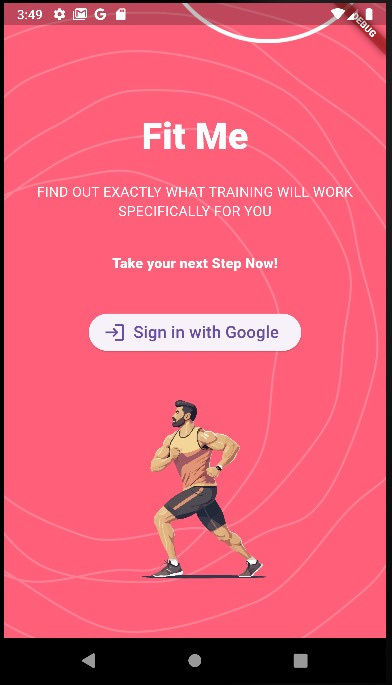 3:49
DEBUG
Fit Me
FIND OUT EXACTLY WHAT TRAINING WILL WORK
SPECIFICALLY FOR YOU
Take your next Step Now!
Sign in with Google